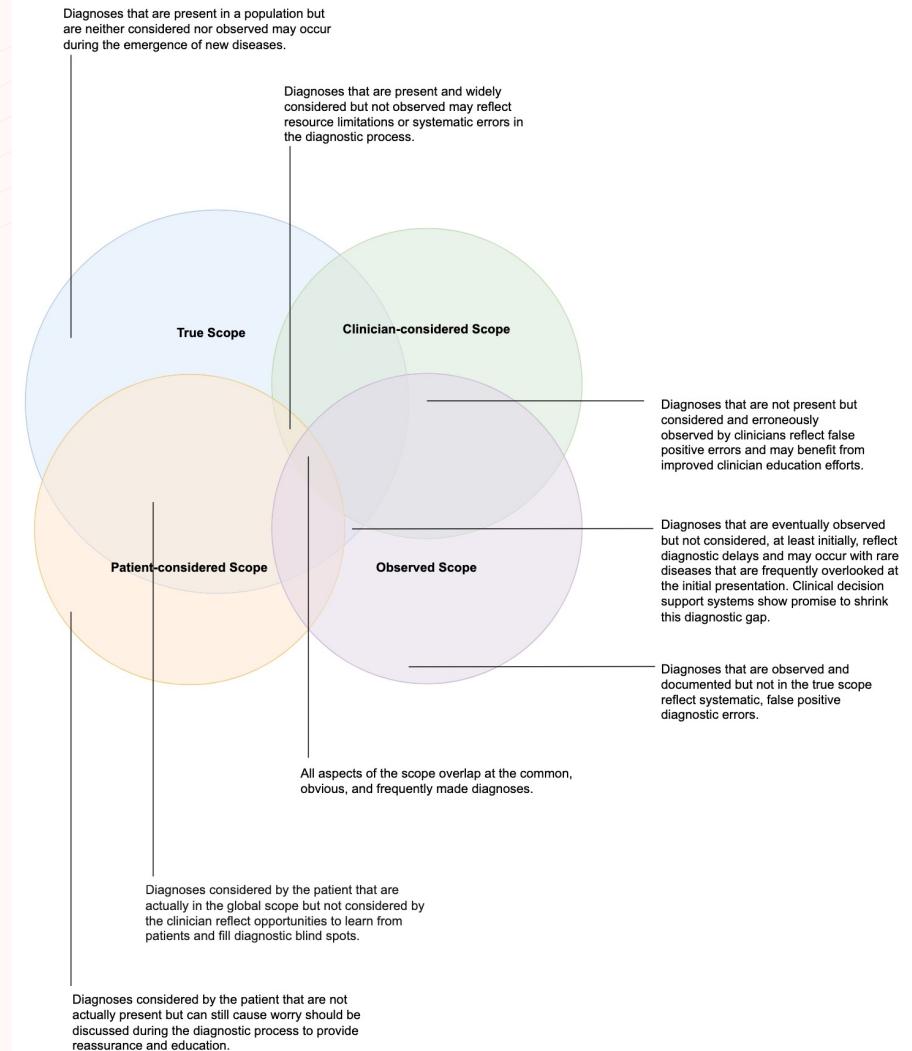 Diagnoses that are present in a population but
are neither considered nor observed may occur
during the emergence of new diseases.
Diagnoses that are present and widely
considered but not observed may reflect
resource limitations or systematic errors in
the diagnostic process.
True Scope
Clinician-considered Scope
Diagnoses that are not present but
considered and erroneously
observed by clinicians reflect false
positive errors and may benefit from
improved clinician education efforts.
Diagnoses that are eventually observed
but not considered, at least initially, reflect
diagnostic delays and may occur with rare
diseases that are frequently overlooked at
the initial presentation. Clinical decision
support systems show promise to shrink
this diagnostic gap.
Patient-considered Scope
Observed Scope
Diagnoses that are observed and
documented but not in the true scope
reflect systematic, false positive
diagnostic errors.
All aspects of the scope overlap at the common,
obvious, and frequently made diagnoses.
Diagnoses considered by the patient that are
actually in the global scope but not considered by
the clinician reflect opportunities to learn from
patients and fill diagnostic blind spots.
Diagnoses considered by the patient that are not
actually present but can still cause worry should be
discussed during the diagnostic process to provide
reassurance and education.